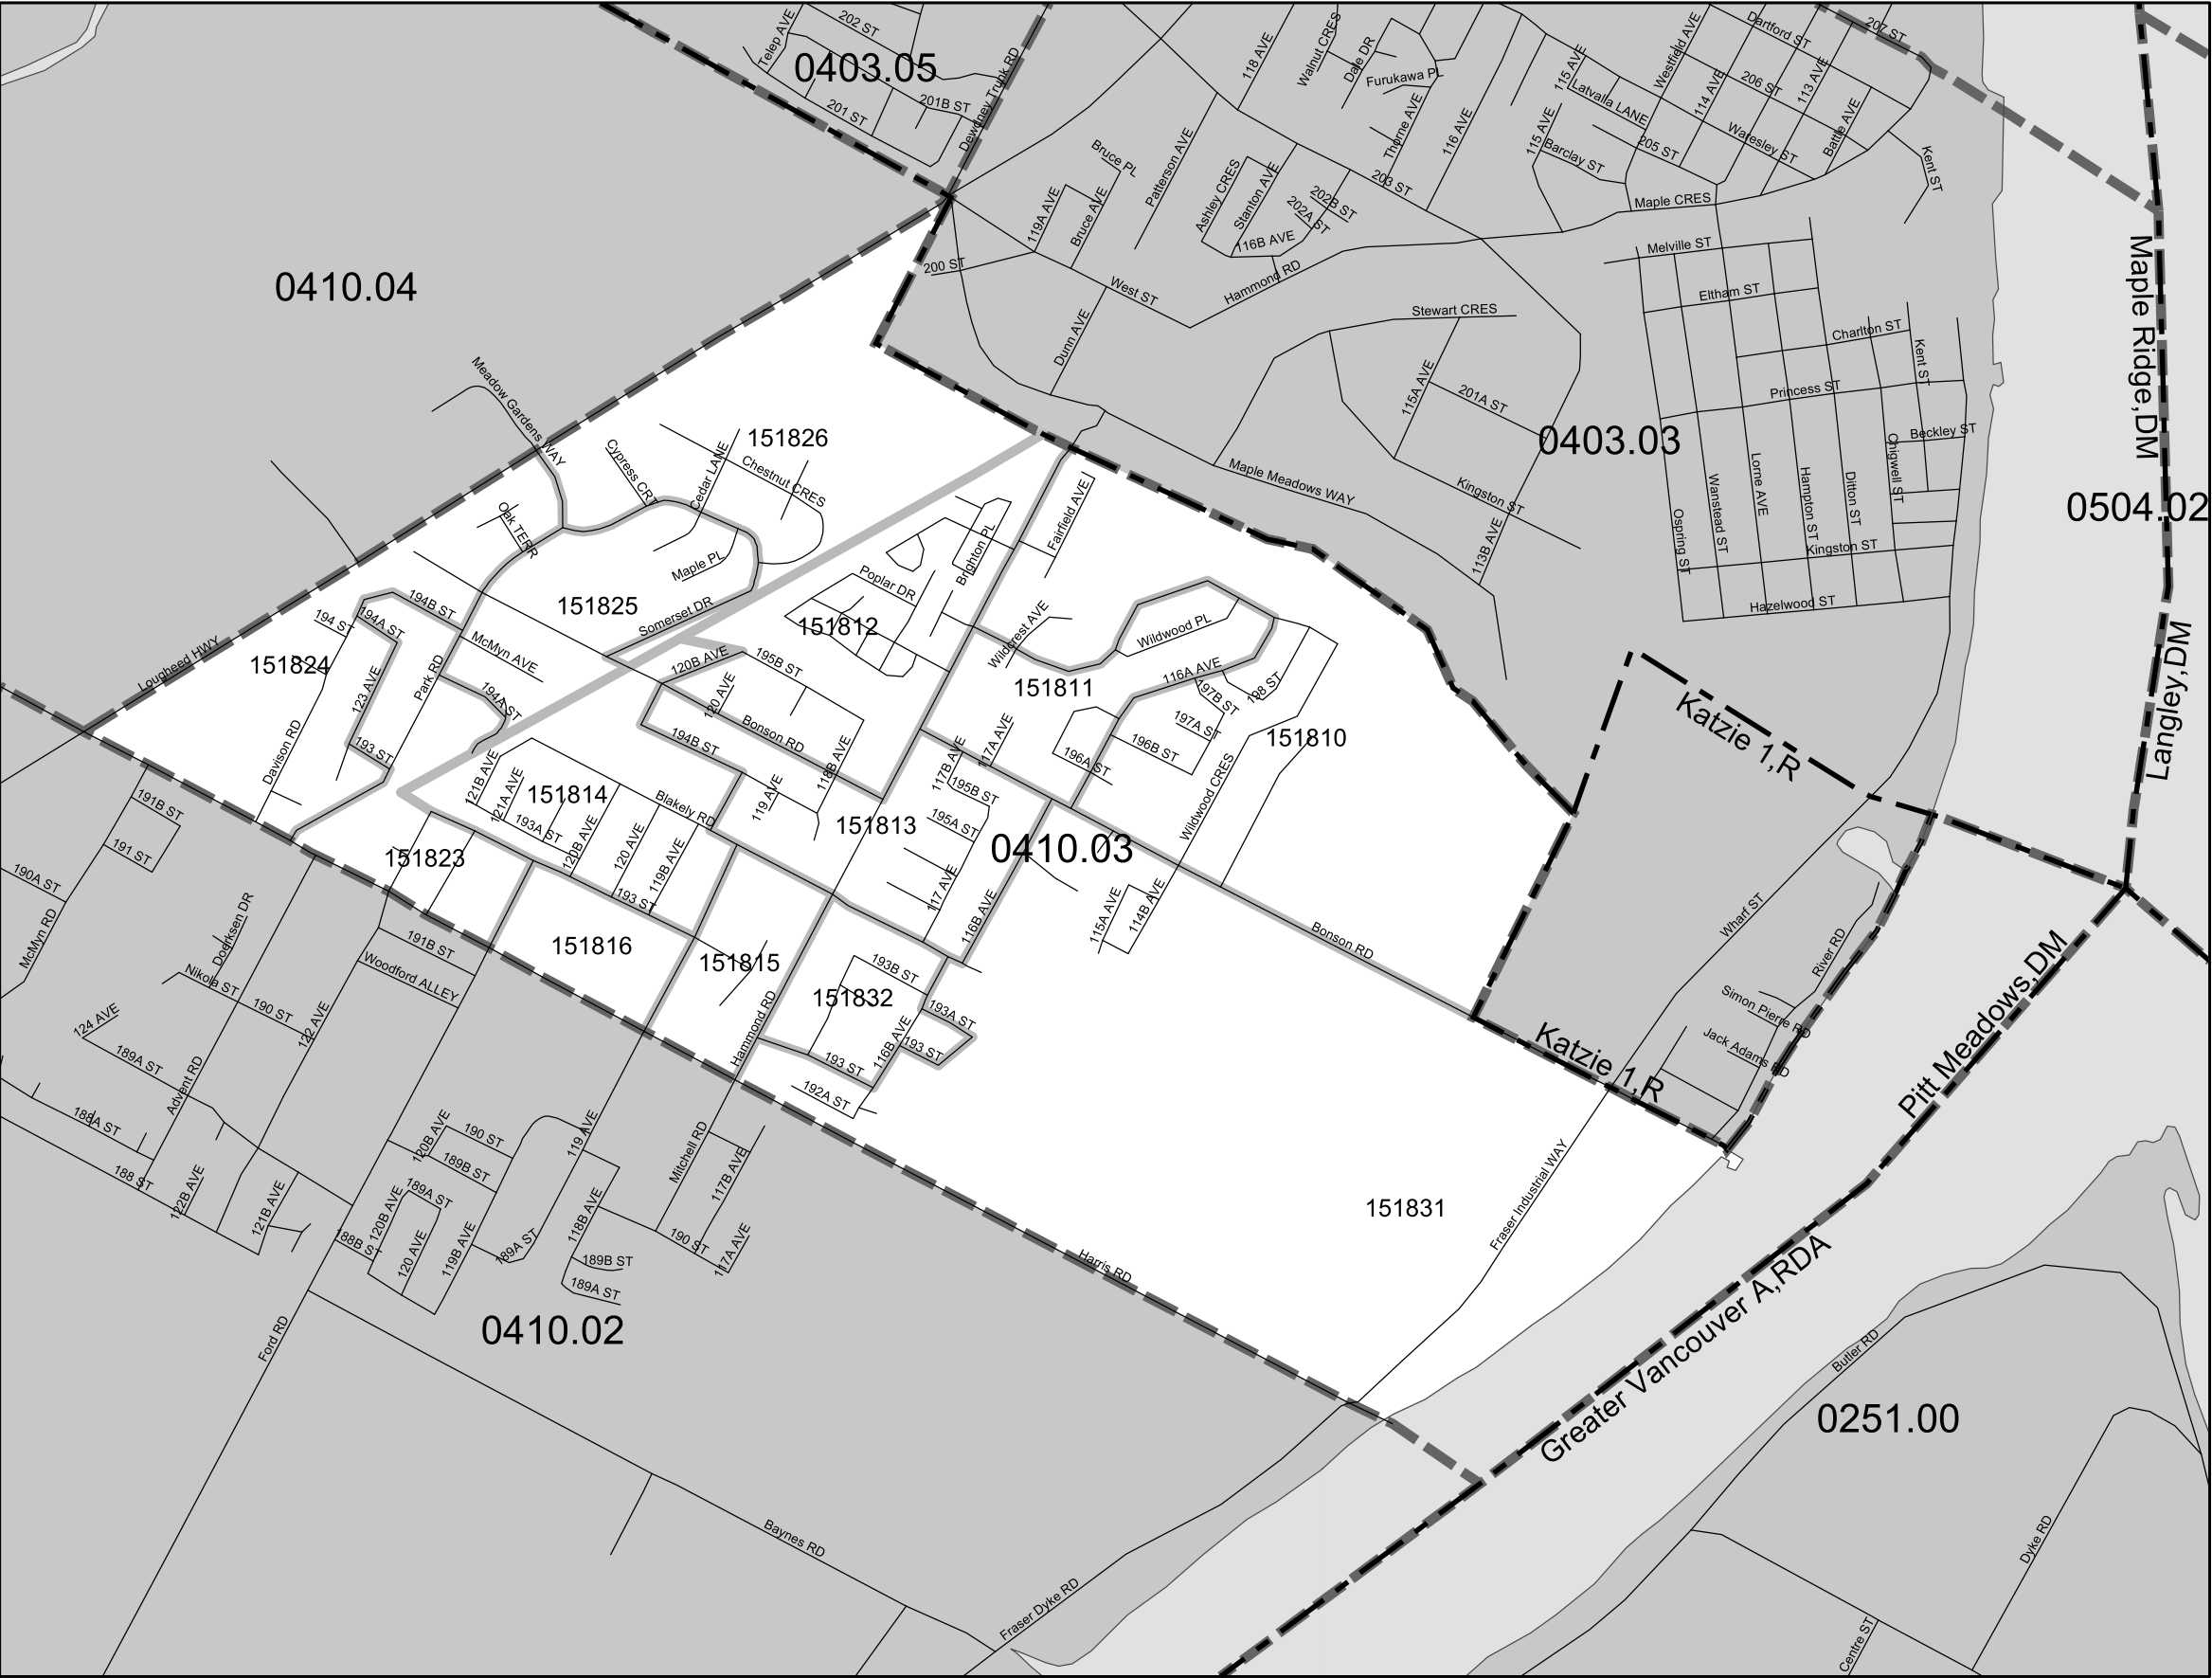 202 ST
Telep AVE
0403.05
201B ST
201 ST
Dewdney Trunk RD
118 AVE
Walnut CRES
Dale DR
Furukawa PL
Thorne AVE
116 AVE
115 AVE
Latvalla LANE
Westfield AVE
Dartford ST
207 ST
114 AVE
206 ST
113 AVE
Battle AVE
Watesley ST
205 ST
115 AVE
Barclay ST
Kent ST
Maple CRES
203 ST
Bruce PL
Patterson AVE
119A AVE
Bruce AVE
Ashley CRES
Stanton AVE
202B ST
202A ST
116B AVE
Hammond RD
200 ST
West ST
Dunn AVE
0410.04
Melville ST
Eltham ST
Charlton ST
Kent ST
Princess ST
Beckley ST
Chigwell ST
Ospring ST
Wanstead ST
Lorne AVE
Hampton ST
Ditton ST
Kingston ST
Hazelwood ST
Stewart CRES
115A AVE
201A ST
0403.03
Kingston ST
113B AVE
Maple Meadows WAY
Maple Ridge,DM
0504.02
Langley,DM
Meadow Gardens WAY
151826
Cypress CRT
Cedar LANE
Chestnut CRES
Oak TERR
Maple PL
151825
Somerset DR
Fairfield AVE
Brighton PL
Poplar DR
151812
194B ST
194 ST
194A ST
McMyn AVE
151824
Lougheed HWY
123 AVE
Park RD
194A ST
193 ST
Davison RD
120B AVE
195B ST
120 AVE
Bonson RD
194B ST
118B AVE
119 AVE
Wildcrest AVE
Wildwood PL
116A AVE
151811
198 ST
197B ST
197A ST
196B ST
196A ST
151810
117A AVE
117B AVE
195B ST
195A ST
Wildwood CRES
Katzie 1,R
121B AVE
121A AVE
151814
193A ST
Blakely RD
120B AVE
120 AVE
119B AVE
193 ST
151813
0410.03
151823
117 AVE
116B AVE
115A AVE
114B AVE
Bonson RD
191B ST
191 ST
190A ST
McMyn RD
Doerksen DR
Nikola ST
190 ST
124 AVE
189A ST
122 AVE
191B ST
Woodford ALLEY
151816
151815
Hammond RD
193B ST
151832
193A ST
193 ST
116B AVE
193 ST
192A ST
Wharf ST
River RD
Simon Pierre RD
Jack Adams RD
Katzie 1,R
Pitt Meadows,DM
Advent RD
188A ST
188 ST
122B AVE
121B AVE
120B AVE
190 ST
189B ST
189A ST
120B AVE
188B ST
120 AVE
119B AVE
189A ST
119 AVE
118B AVE
189B ST
189A ST
Mitchell RD
117B AVE
190 ST
117A AVE
151831
Fraser Industrial WAY
Harris RD
0410.02
Ford RD
Greater Vancouver A,RDA
Butler RD
0251.00
Baynes RD
Fraser Dyke RD
Dyke RD
Centre ST